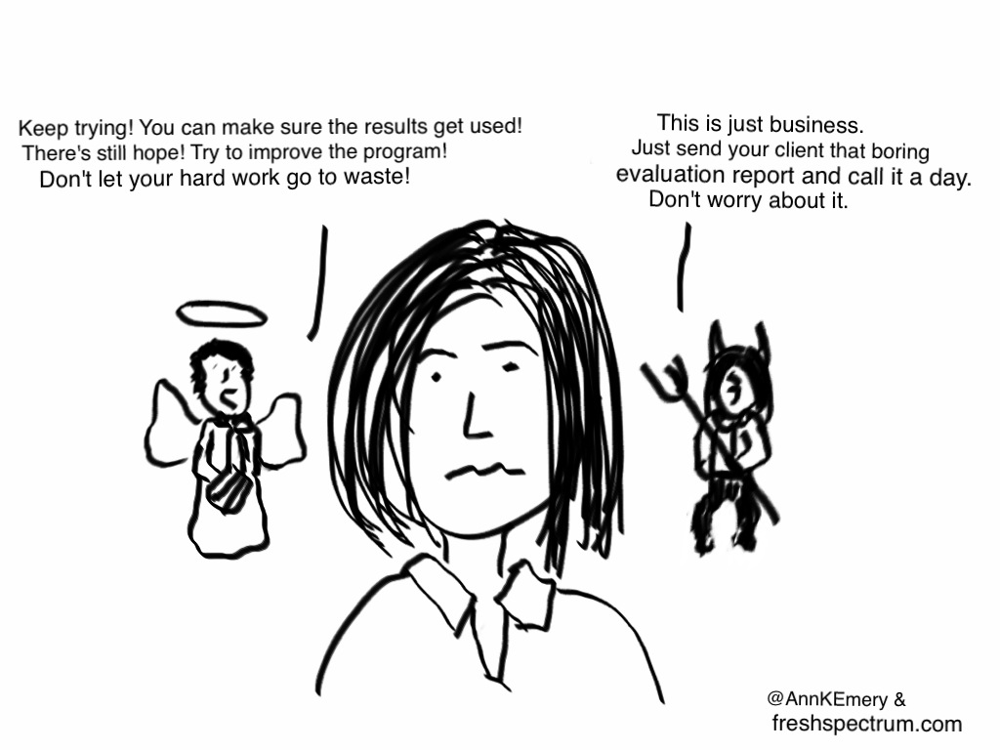 Keep trying! You can make sure the results get used!
There's still hope! Try to improve the program!
Don't let your hard work go to waste!
This is just business.
Just send your client that boring
evaluation report and call it a day.
Don't worry about it.
@AnnKEmery &
freshspectrum.com